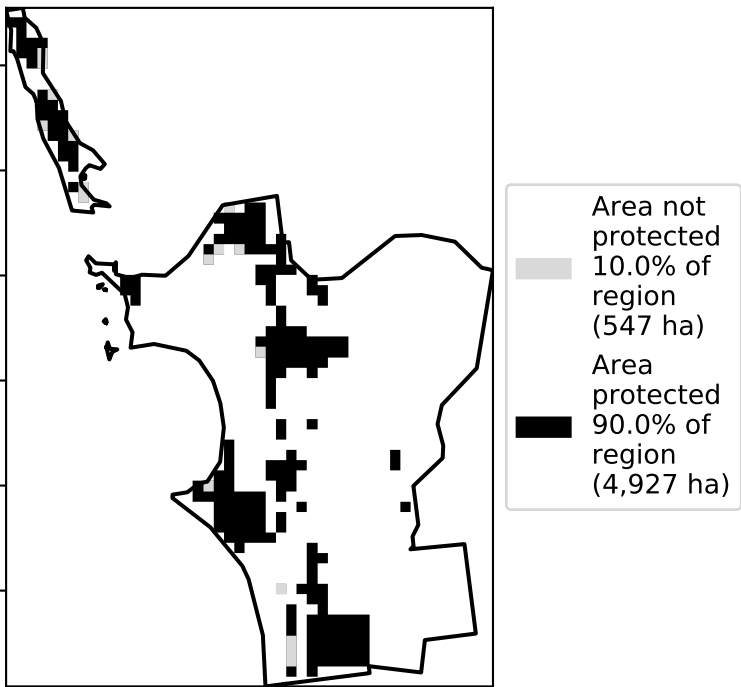 Area not
protected
10.0% of
region
(547 ha)
Area
protected
90.0% of
region
(4,927 ha)